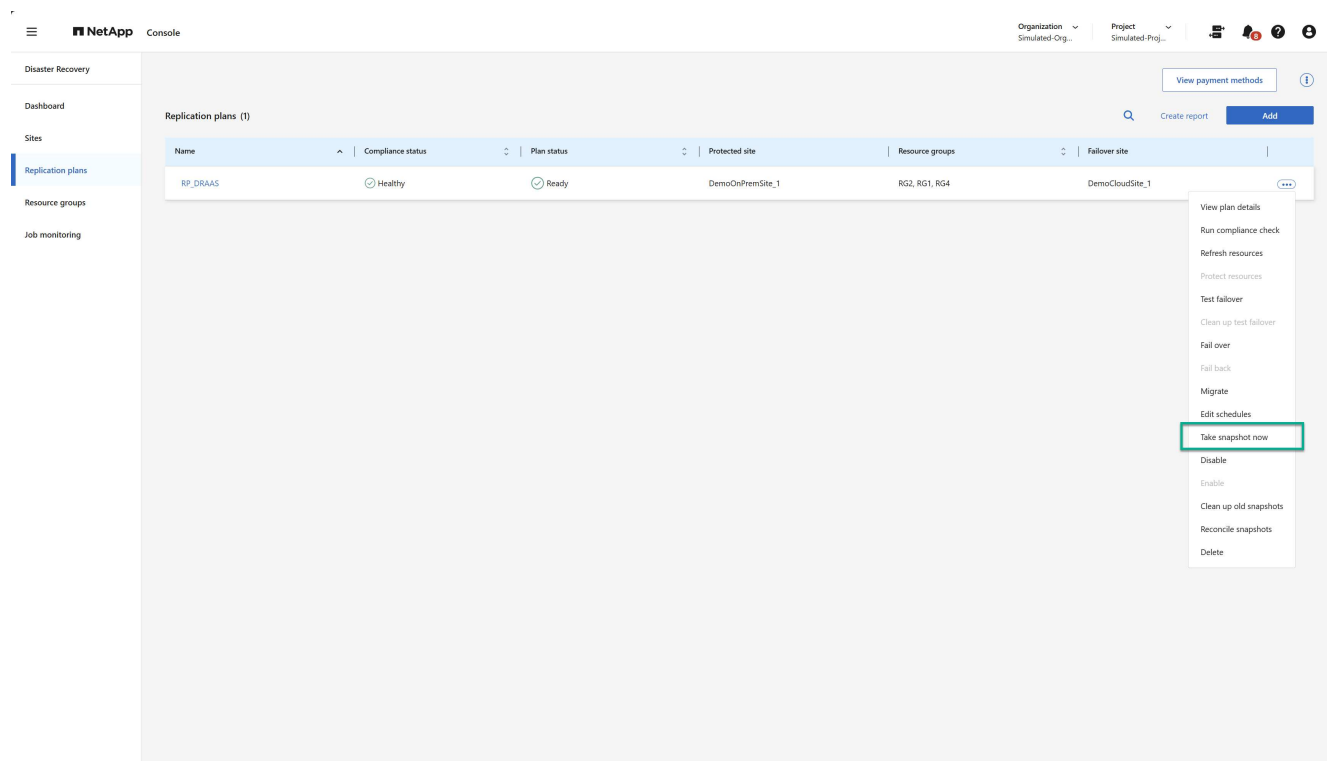 NetApp Console
Organization
Simulated-Org...
Project
Simulated-Proj...
8
Disaster Recovery
Dashboard
Sites
Replication plans
Resource groups
Job monitoring
View payment methods
Replication plans (1)
Create report
Add
Name Compliance status Plan status Protected site Resource groups Failover site
RP_DRAAS Healthy Ready DemoOnPremSite_1 RG2, RG1, RG4 DemoCloudSite_1
View plan details
Run compliance check
Refresh resources
Protect resources
Test failover
Clean up test failover
Fail over
Fail back
Migrate
Edit schedules
Take snapshot now
Disable
Enable
Clean up old snapshots
Reconcile snapshots
Delete